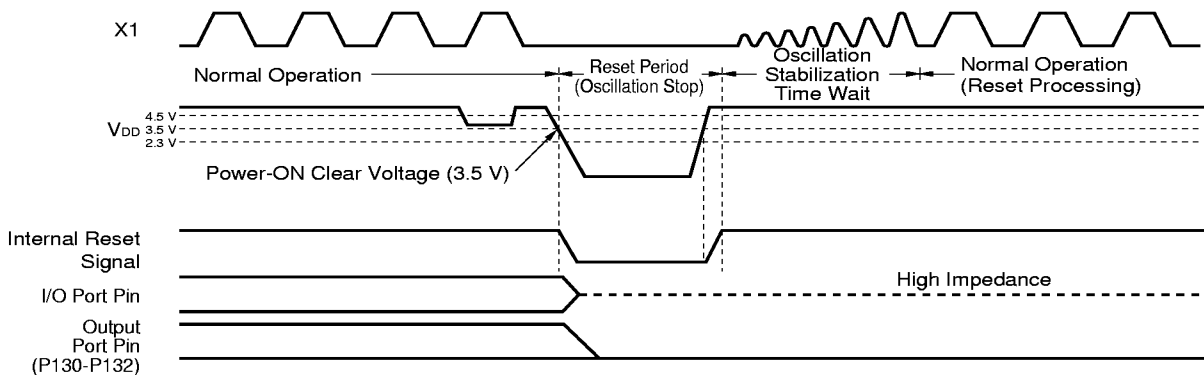 X1
Normal Operation
Reset Period
(Oscillation Stop)
Oscillation
Stabilization
Time Wait
Normal Operation
(Reset Processing)
VDD
4.5 V
3.5 V
2.3 V
Power-ON Clear Voltage (3.5 V)
Internal Reset
Signal
I/O Port Pin
High Impedance
Output
Port Pin
(P130-P132)